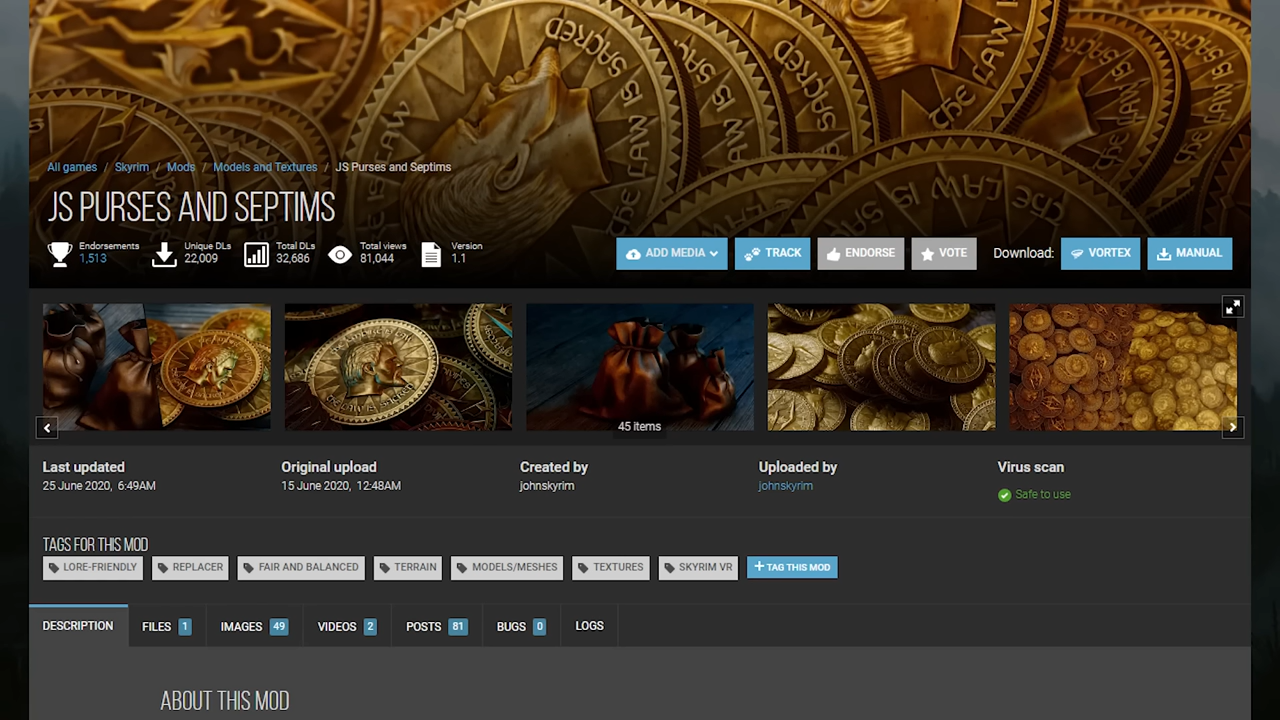 SACRED
THE LAW IS
All games / Skyrim / Mods / Models and Textures / JS Purses and Septims
JS PURSES AND SEPTIMS
Endorsements
1,513
Unique DLs
22,009
Total DLs
32,686
Total views
81,044
Version
1.1
ADD MEDIA
TRACK
ENDORSE
VOTE
Download:
VORTEX
MANUAL
45 items
Last updated
25 June 2020, 6:49AM
Original upload
15 June 2020, 12:48AM
Created by
johnskyrim
Uploaded by
johnskyrim
Virus scan
Safe to use
TAGS FOR THIS MOD
LORE-FRIENDLY
REPLACER
FAIR AND BALANCED
TERRAIN
MODELS/MESHES
TEXTURES
SKYRIM VR
+ TAG THIS MOD
DESCRIPTION
FILES 1
IMAGES 49
VIDEOS 2
POSTS 81
BUGS 0
LOGS
ABOUT THIS MOD